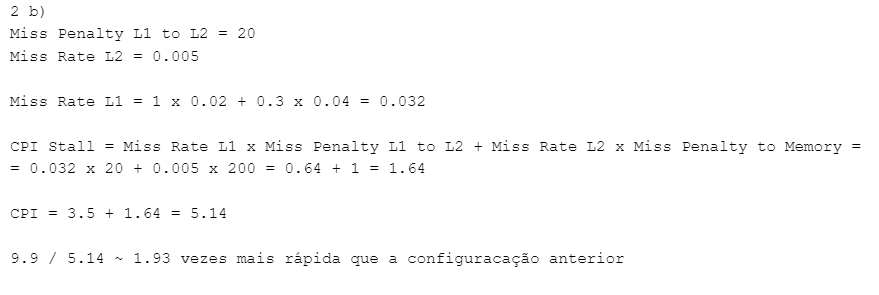 2 b)
Miss Penalty L1 to L2 = 20
Miss Rate L2 = 0.005
Miss Rate L1 = 1 x 0.02 + 0.3 x 0.04 = 0.032
CPI Stall = Miss Rate L1 x Miss Penalty L1 to L2 + Miss Rate L2 x Miss Penalty to Memory =
= 0.032 x 20 + 0.005 x 200 = 0.64 + 1 = 1.64
CPI = 3.5 + 1.64 = 5.14
9.9 / 5.14 ~ 1.93 vezes mais rápida que a configuracação anterior